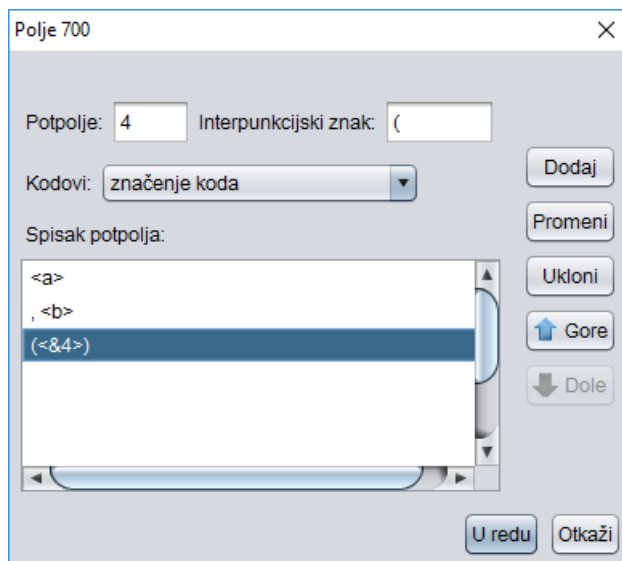 Polje 700
Potpolje: 4 Interpunkcijski znak: (
Kodovi: značenje koda
Dodaj
Promeni
Spisak potpolja:
<a>
Ukloni
, <b>
Gore
(<&4>)
Dole
U redu Otkaži